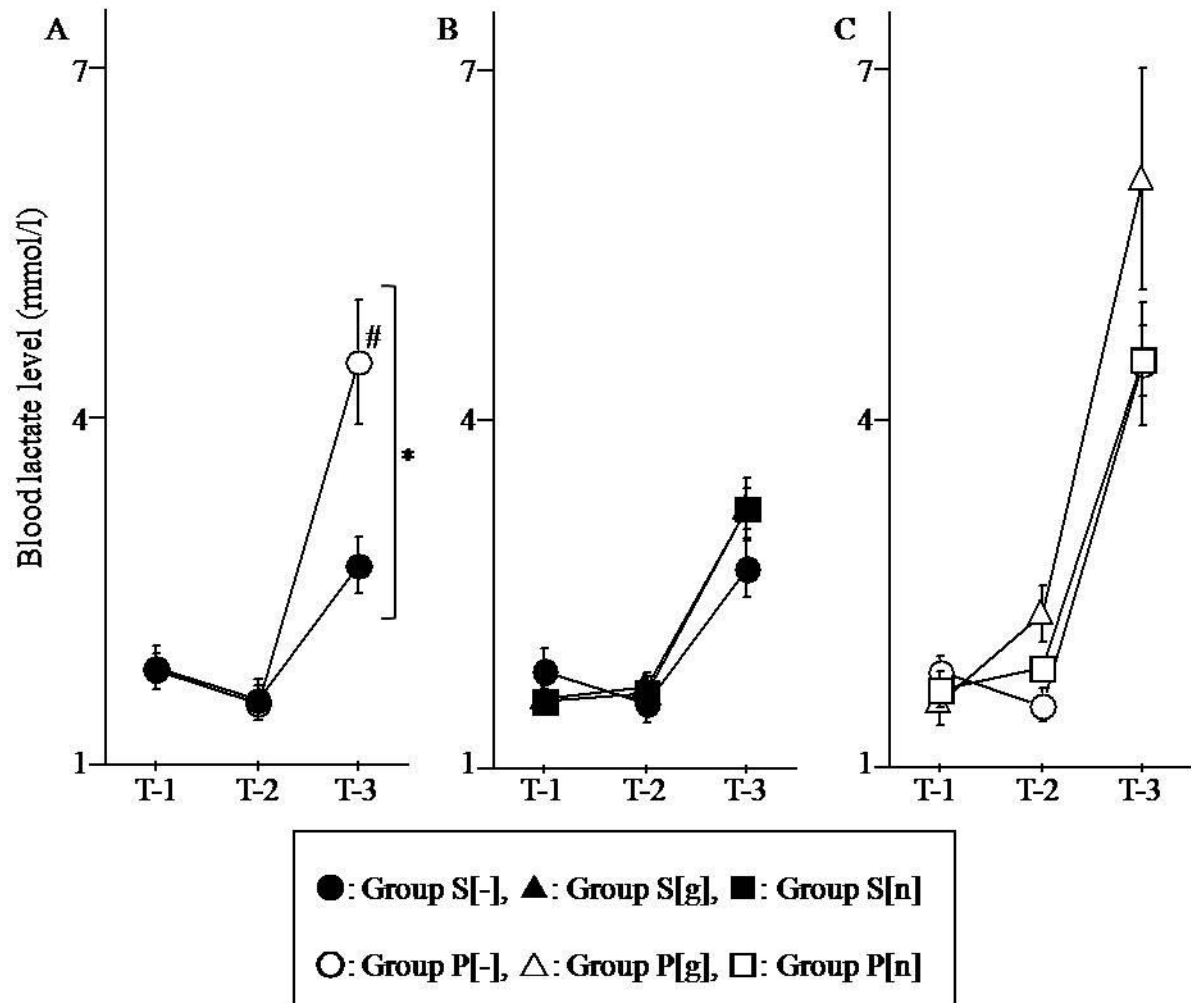 A
B
C
7
7
7
4
4
4
1
1
1
#
*
Blood lactate level (mmol/l)
T-1 T-2 T-3
T-1 T-2 T-3
T-1 T-2 T-3
: Group S[-], : Group S[g], : Group S[n]
: Group P[-], : Group P[g], : Group P[n]